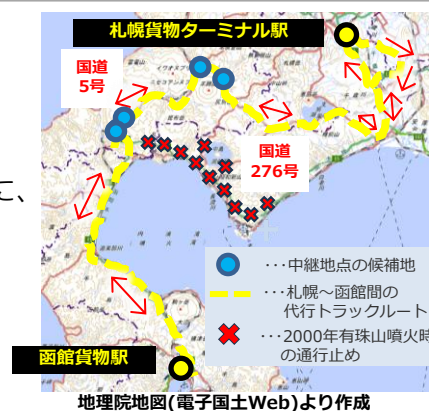 札幌貨物ターミナル駅
国道
5号
国道
276号
に、
･･･中継地点の候補地
･･･札幌～函館間の
代行トラックルート
･･･2000年有珠山噴火時
の通行止め
函館貨物駅
地理院地図(電子国土Web)より作成